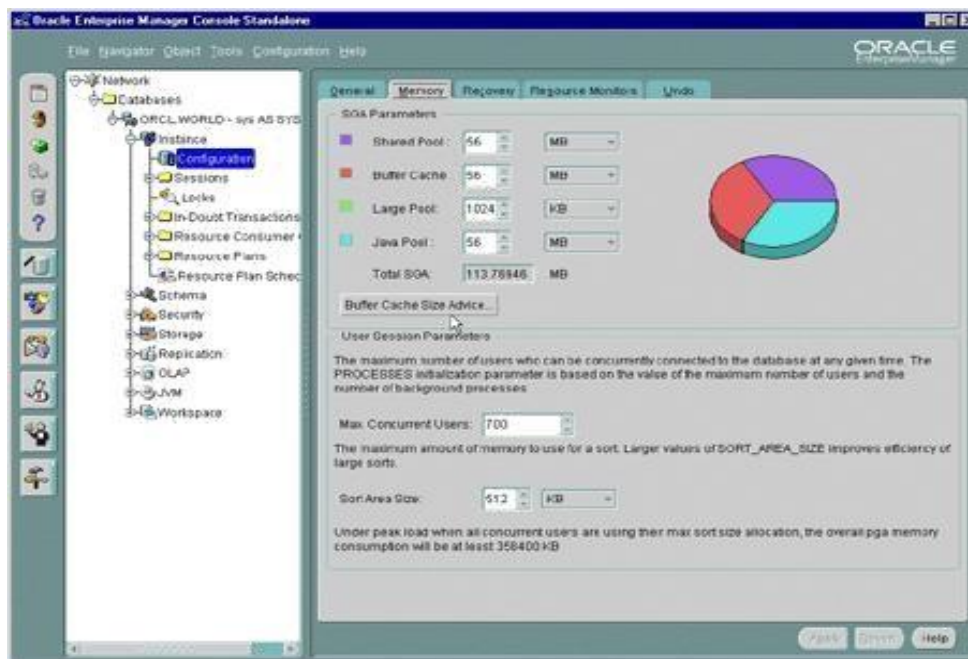 Oracle Enterprise Manager Console Standalone
File Navigator Object Tools Configuration Help
ORACLE
EnterpriseManager
Network
Databases
ORCL.WORLD - sys AS SYS
Instance
Configuration
Sessions
Locks
In-Doubt Transactions
Resource Consumer
Resource Plans
Resource Plan Sched
Schema
Security
Storage
Replication
OLAP
JVM
Workspace
General Memory Recovery Resource Monitors Undo
SGA Parameters
Shared Pool: 56 MB
Buffer Cache: 56 MB
Large Pool: 1024 KB
Java Pool: 56 MB
Total SGA: 113.76946 MB
Buffer Cache Size Advice...
User Session Parameters
The maximum number of users who can be concurrently connected to the database at any given time. The
PROCESSES initialization parameter is based on the value of the maximum number of users and the
number of background processes
Max. Concurrent Users: 700
The maximum amount of memory to use for a sort. Larger values of SORT_AREA_SIZE improves efficiency of
large sorts.
Sort Area Size: 512 KB
Under peak load when all concurrent users are using their max sort size allocation, the overall pga memory
consumption will be at least 358400 KB
Apply Revert Help